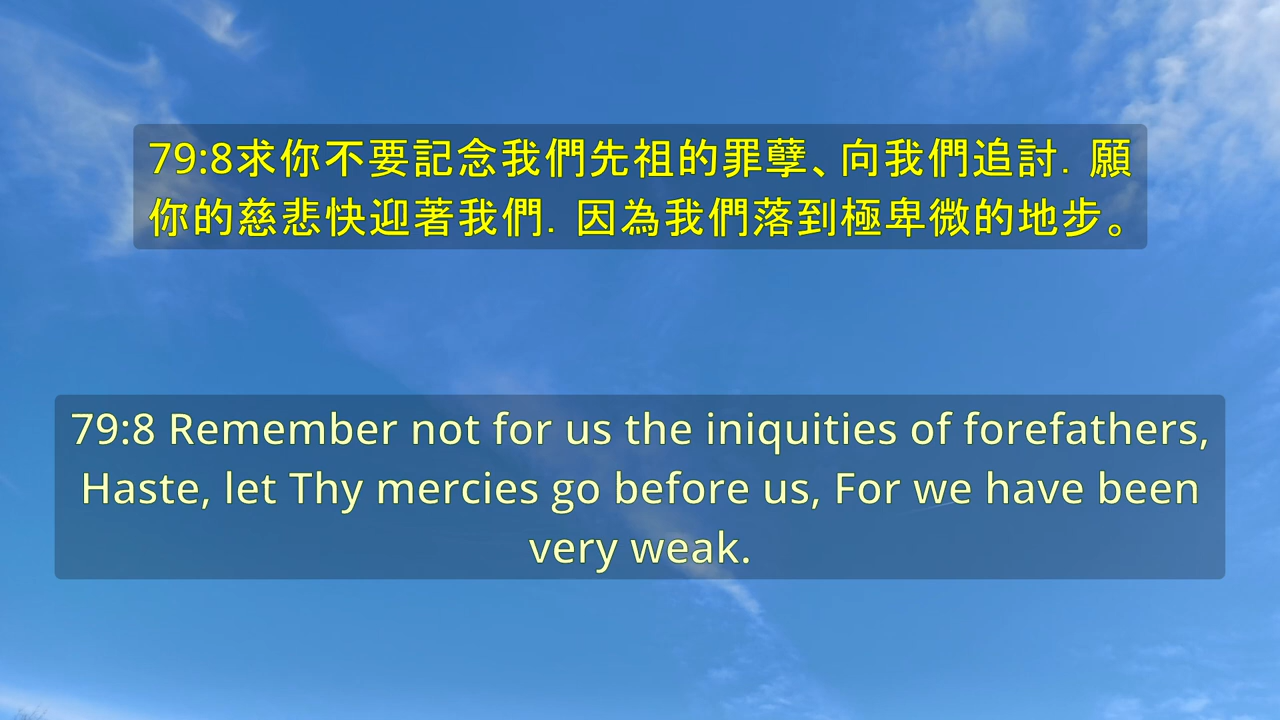 79:8求你不要記念我們先祖的罪孽、向我們追討．願
你的慈悲快迎著我們．因為我們落到極卑微的地步。
79:8 Remember not for us the iniquities of forefathers,
Haste, let Thy mercies go before us, For we have been
very weak.